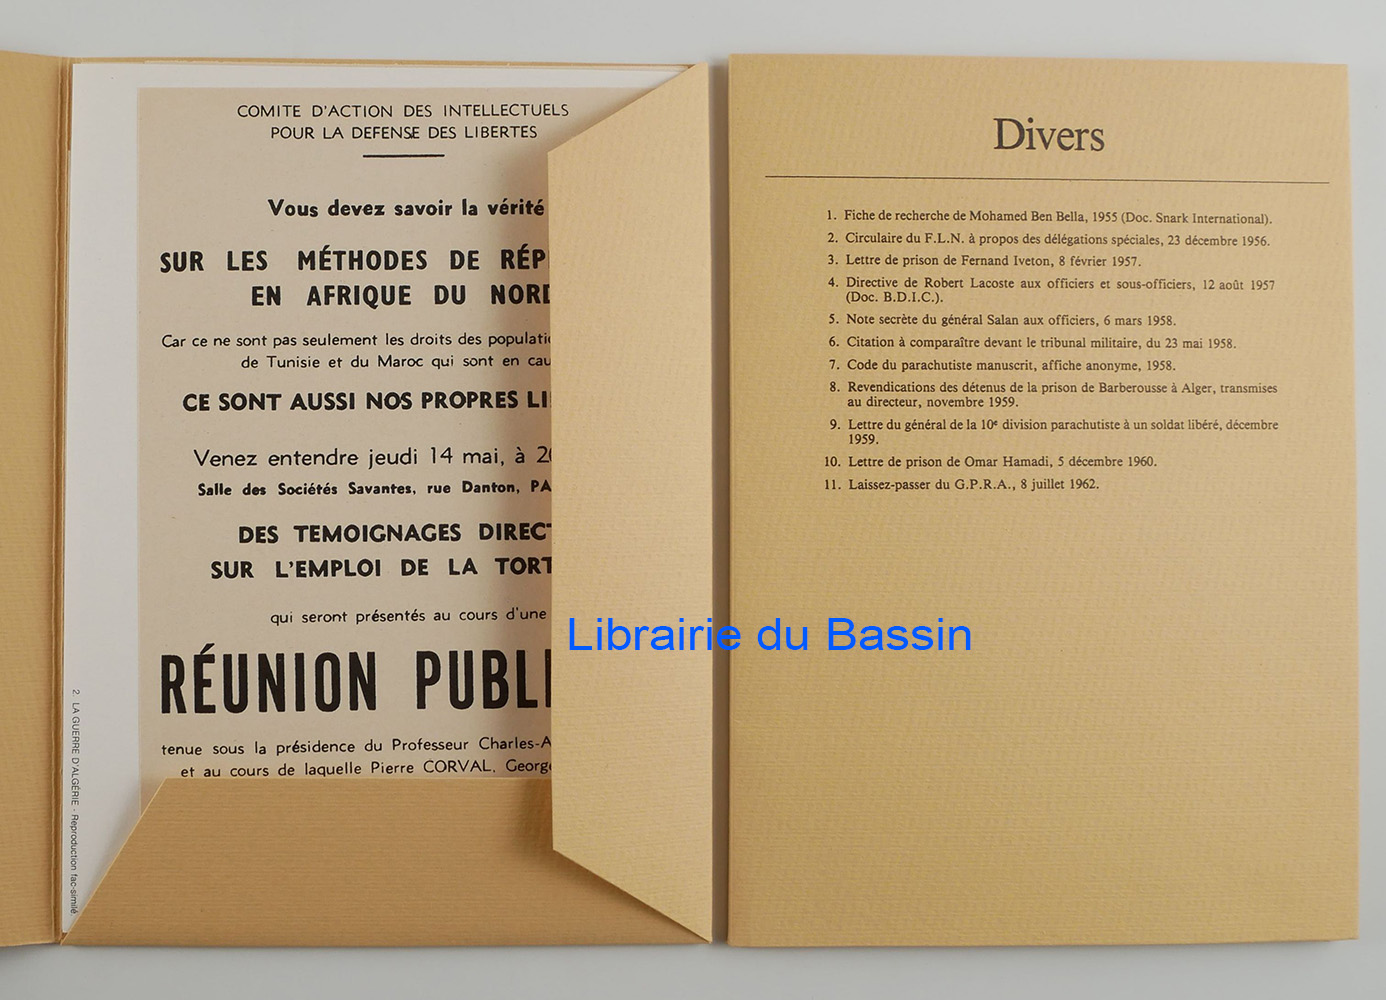 COMITE D'ACTION DES INTELLECTUELS
POUR LA DEFENSE DES LIBERTES
Vous devez savoir la vérité
SUR LES MÉTHODES DE RÉP
EN AFRIQUE DU NORD
Car ce ne sont pas seulement les droits des populati
de Tunisie et du Maroc qui sont en cau
CE SONT AUSSI NOS PROPRES LI
Venez entendre jeudi 14 mai, à 20
Salle des Sociétés Savantes, rue Danton, PA
DES TEMOIGNAGES DIRECT
SUR L'EMPLOI DE LA TORT
qui seront présentés au cours d'une
RÉUNION PUBLI
tenue sous la présidence du Professeur Charles-A
et au cours de laquelle Pierre CORVAL, George
2. LA GUERRE D'ALGÉRIE - Reproduction fac-similé.
Divers
1. Fiche de recherche de Mohamed Ben Bella, 1955 (Doc. Snark International).
2. Circulaire du F.L.N. à propos des délégations spéciales, 23 décembre 1956.
3. Lettre de prison de Fernand Iveton, 8 février 1957.
4. Directive de Robert Lacoste aux officiers et sous-officiers, 12 août 1957
(Doc. B.D.I.C.).
5. Note secrète du général Salan aux officiers, 6 mars 1958.
6. Citation à comparaître devant le tribunal militaire, du 23 mai 1958.
7. Code du parachutiste manuscrit, affiche anonyme, 1958.
8. Revendications des détenus de la prison de Barberousse à Alger, transmises
au directeur, novembre 1959.
9. Lettre du général de la 10e division parachutiste à un soldat libéré, décembre
1959.
10. Lettre de prison de Omar Hamadi, 5 décembre 1960.
11. Laissez-passer du G.P.R.A., 8 juillet 1962.
Librairie du Bassin